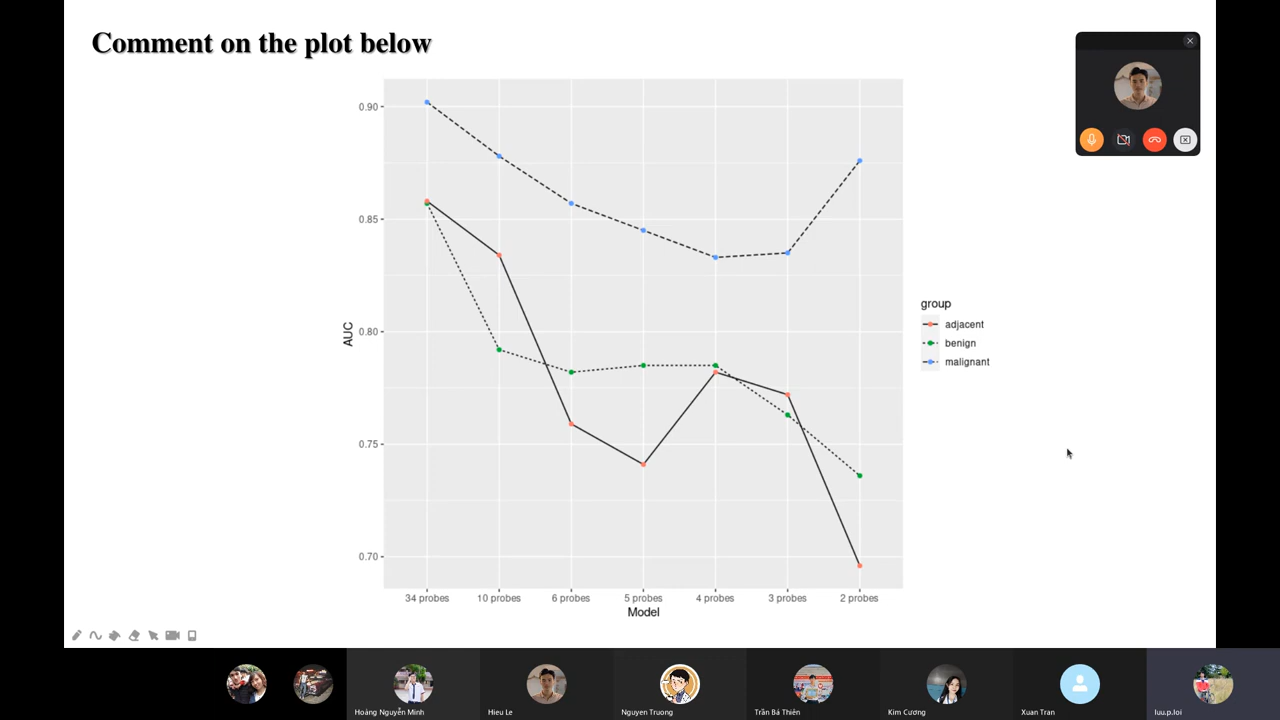 Comment on the plot below
0.90
0.85
0.80
0.75
0.70
AUC
34 probes 10 probes 6 probes 5 probes 4 probes 3 probes 2 probes
Model
group
adjacent
benign
malignant
Hoàng Nguyễn Minh Hieu Le Nguyen Truong Trần Bá Thiên Kim Cương Xuan Tran luu.p.loi